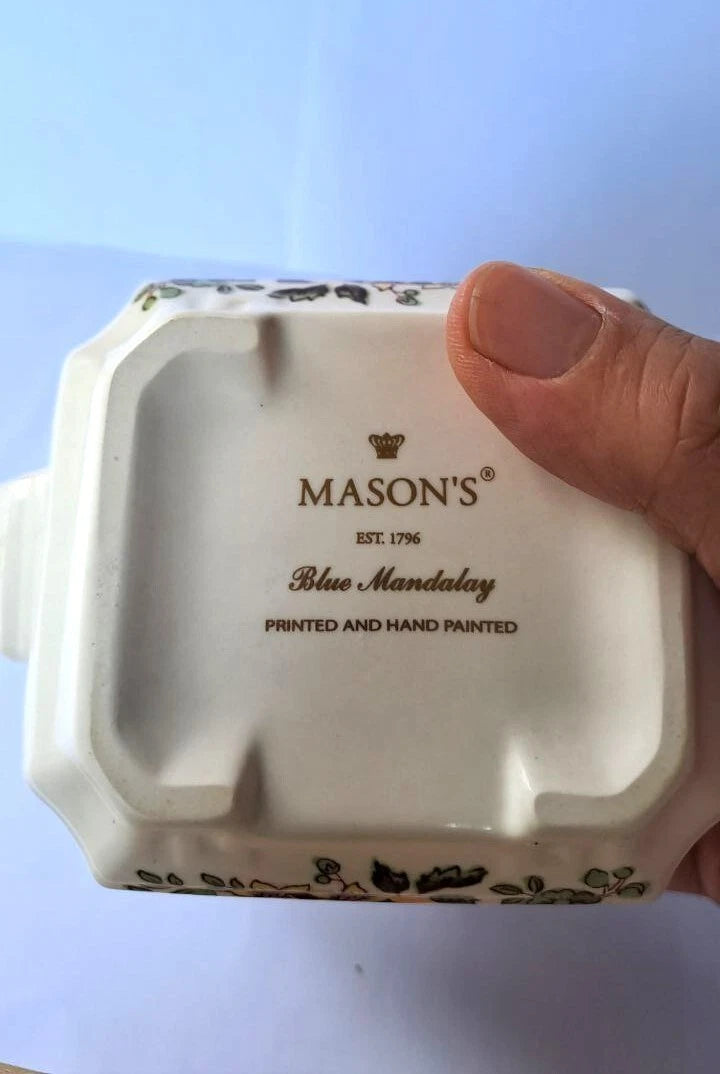 MASON'S®
EST. 1796
Blue Mandalay
PRINTED AND HAND PAINTED